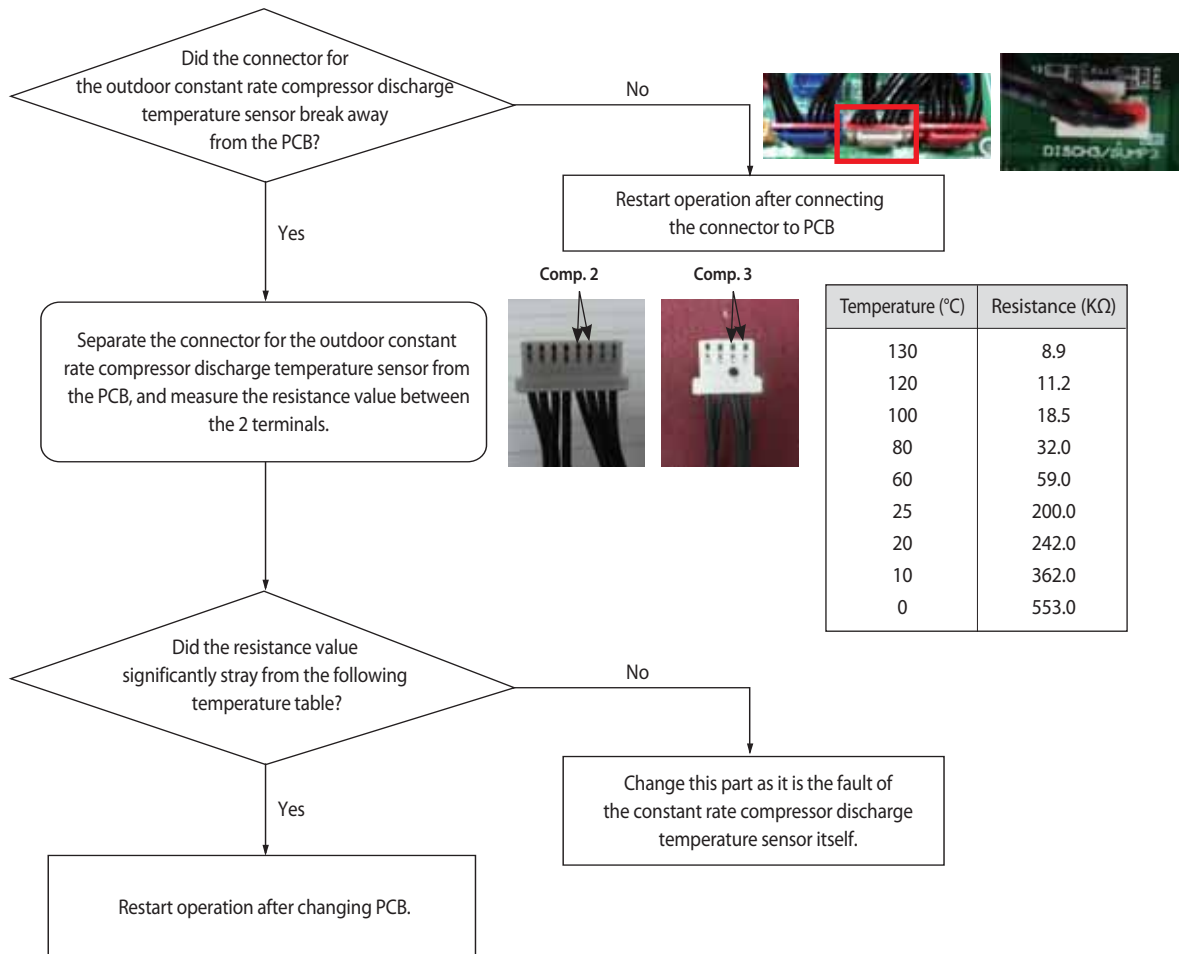 Did the connector for
the outdoor constant rate compressor discharge
temperature sensor break away
from the PCB?
No
DISCH3/SUMP3
Restart operation after connecting
the connector to PCB
Yes
Comp. 2
Comp. 3
Separate the connector for the outdoor constant
rate compressor discharge temperature sensor from
the PCB, and measure the resistance value between
the 2 terminals.
Temperature (°C) Resistance (KΩ)
130 8.9
120 11.2
100 18.5
80 32.0
60 59.0
25 200.0
20 242.0
10 362.0
0 553.0
Did the resistance value
significantly stray from the following
temperature table?
No
Change this part as it is the fault of
the constant rate compressor discharge
temperature sensor itself.
Yes
Restart operation after changing PCB.